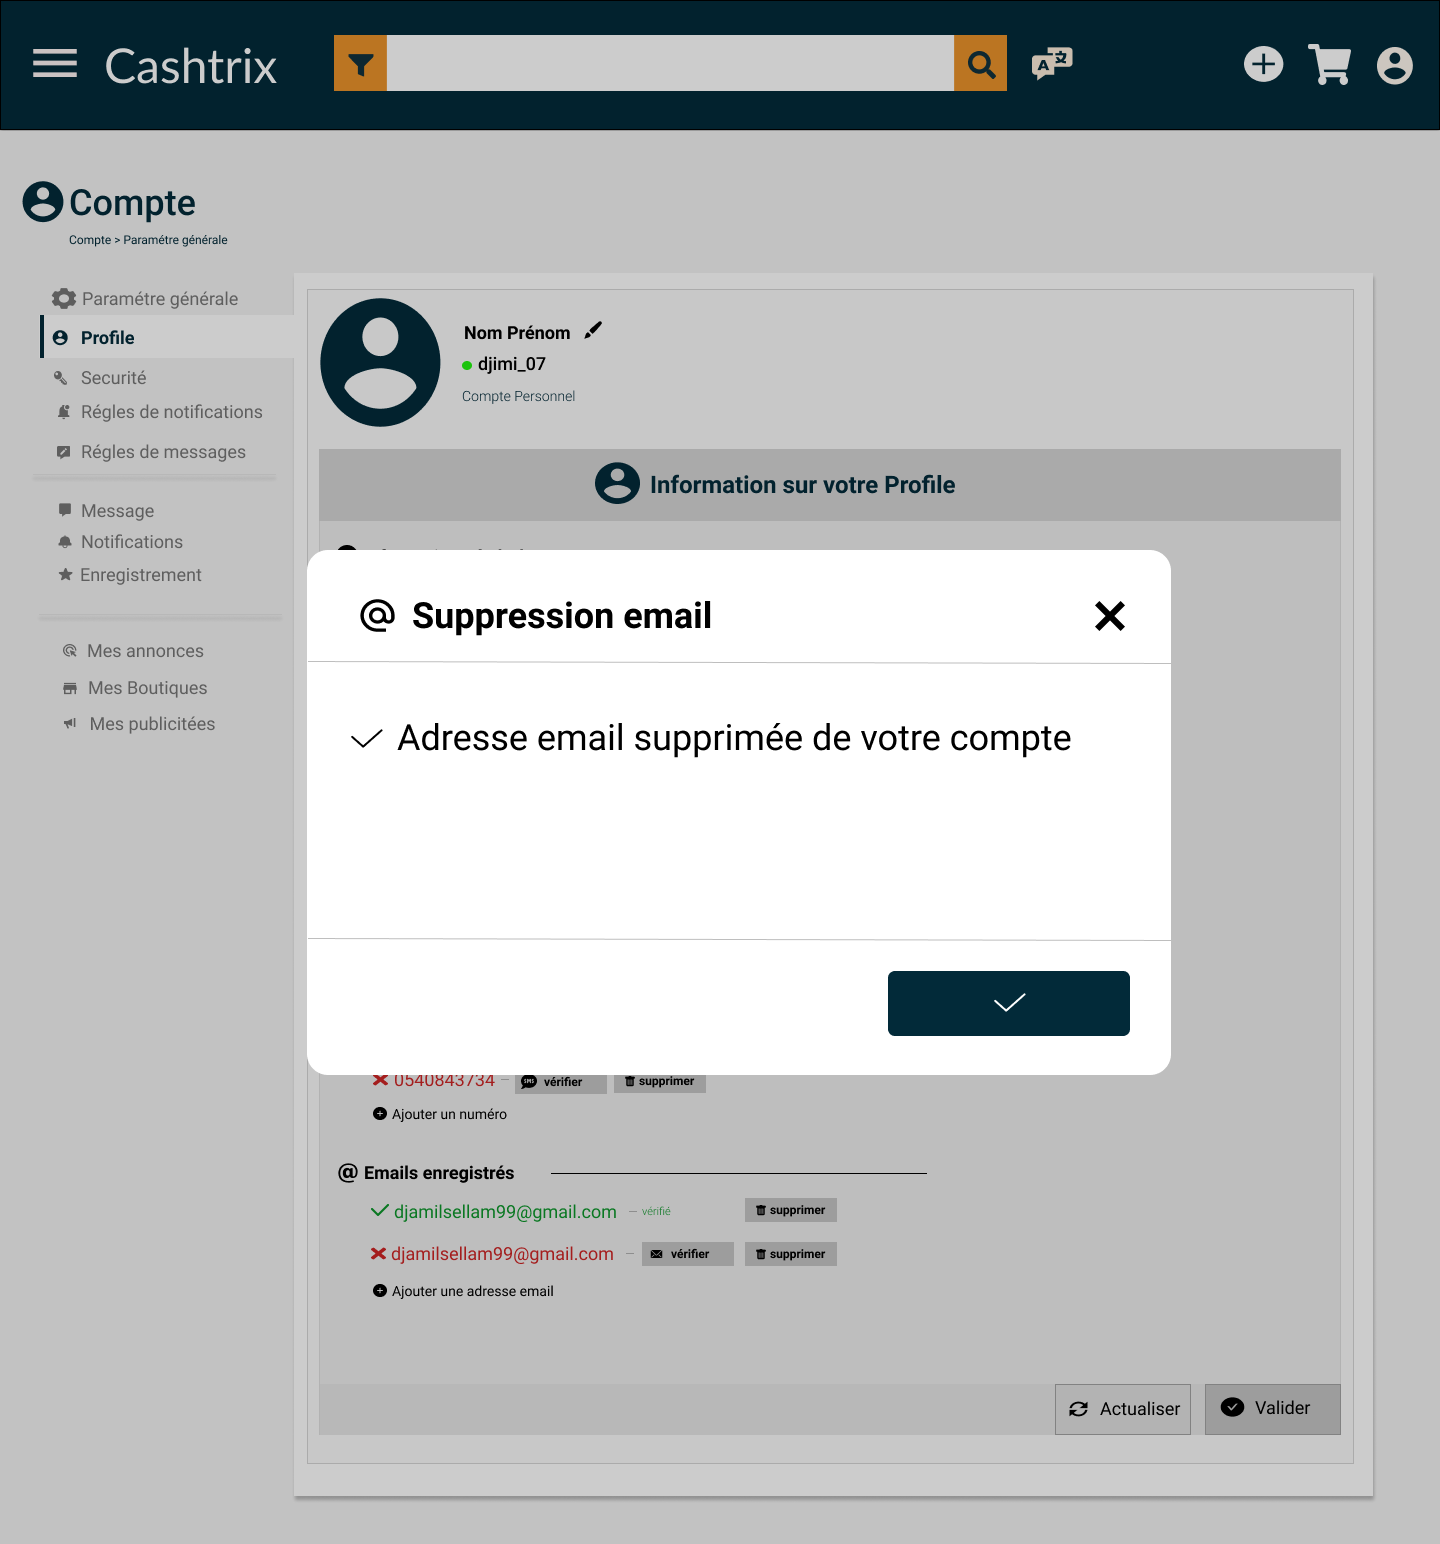 Cashtrix
Compte
Compte > Paramétre générale
Paramétre générale
Profile
Securité
Régles de notifications
Régles de messages
Message
Notifications
Enregistrement
Mes annonces
Mes Boutiques
Mes publicitées
Nom Prénom
djimi_07
Compte Personnel
Information sur votre Profile
Suppression email
Adresse email supprimée de votre compte
0540843734 – SMS vérifier supprimer
Ajouter un numéro
@ Emails enregistrés
djamilsellam99@gmail.com – vérifié supprimer
djamilsellam99@gmail.com – vérifier supprimer
Ajouter une adresse email
Actualiser Valider